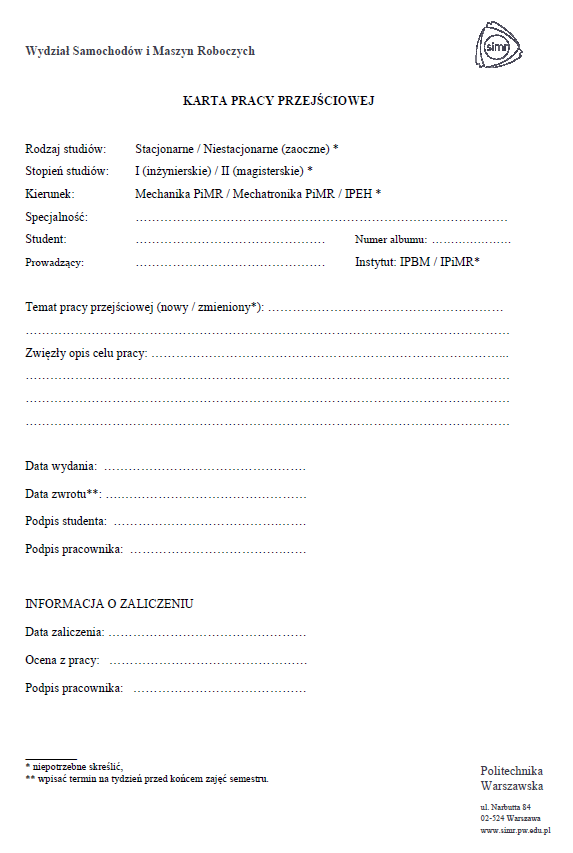 Wydział Samochodów i Maszyn Roboczych
simr
KARTA PRACY PRZEJŚCIOWEJ
Rodzaj studiów: Stacjonarne / Niestacjonarne (zaoczne) *
Stopień studiów: I (inżynierskie) / II (magisterskie) *
Kierunek: Mechanika PiMR / Mechatronika PiMR / IPEH *
Specjalność: ……………………………………………………………………………
Student: ……………………………………… Numer albumu: …………………
Prowadzący: ……………………………………… Instytut: IPBM / IPiMR*
Temat pracy przejściowej (nowy / zmieniony*): …………………………………………………
……………………………………………………………………………………………………
Zwięzły opis celu pracy: …………………………………………………………………………...
……………………………………………………………………………………………………
……………………………………………………………………………………………………
……………………………………………………………………………………………………
Data wydania: …………………………………………
Data zwrotu**: …………………………………………
Podpis studenta: ………………………………………
Podpis pracownika: ……………………………………
INFORMACJA O ZALICZENIU
Data zaliczenia: ………………………………………
Ocena z pracy: ………………………………………
Podpis pracownika: ……………………………………
* niepotrzebne skreślić,
** wpisać termin na tydzień przed końcem zajęć semestru.
Politechnika
Warszawska
ul. Narbutta 84
02-524 Warszawa
www.simr.pw.edu.pl